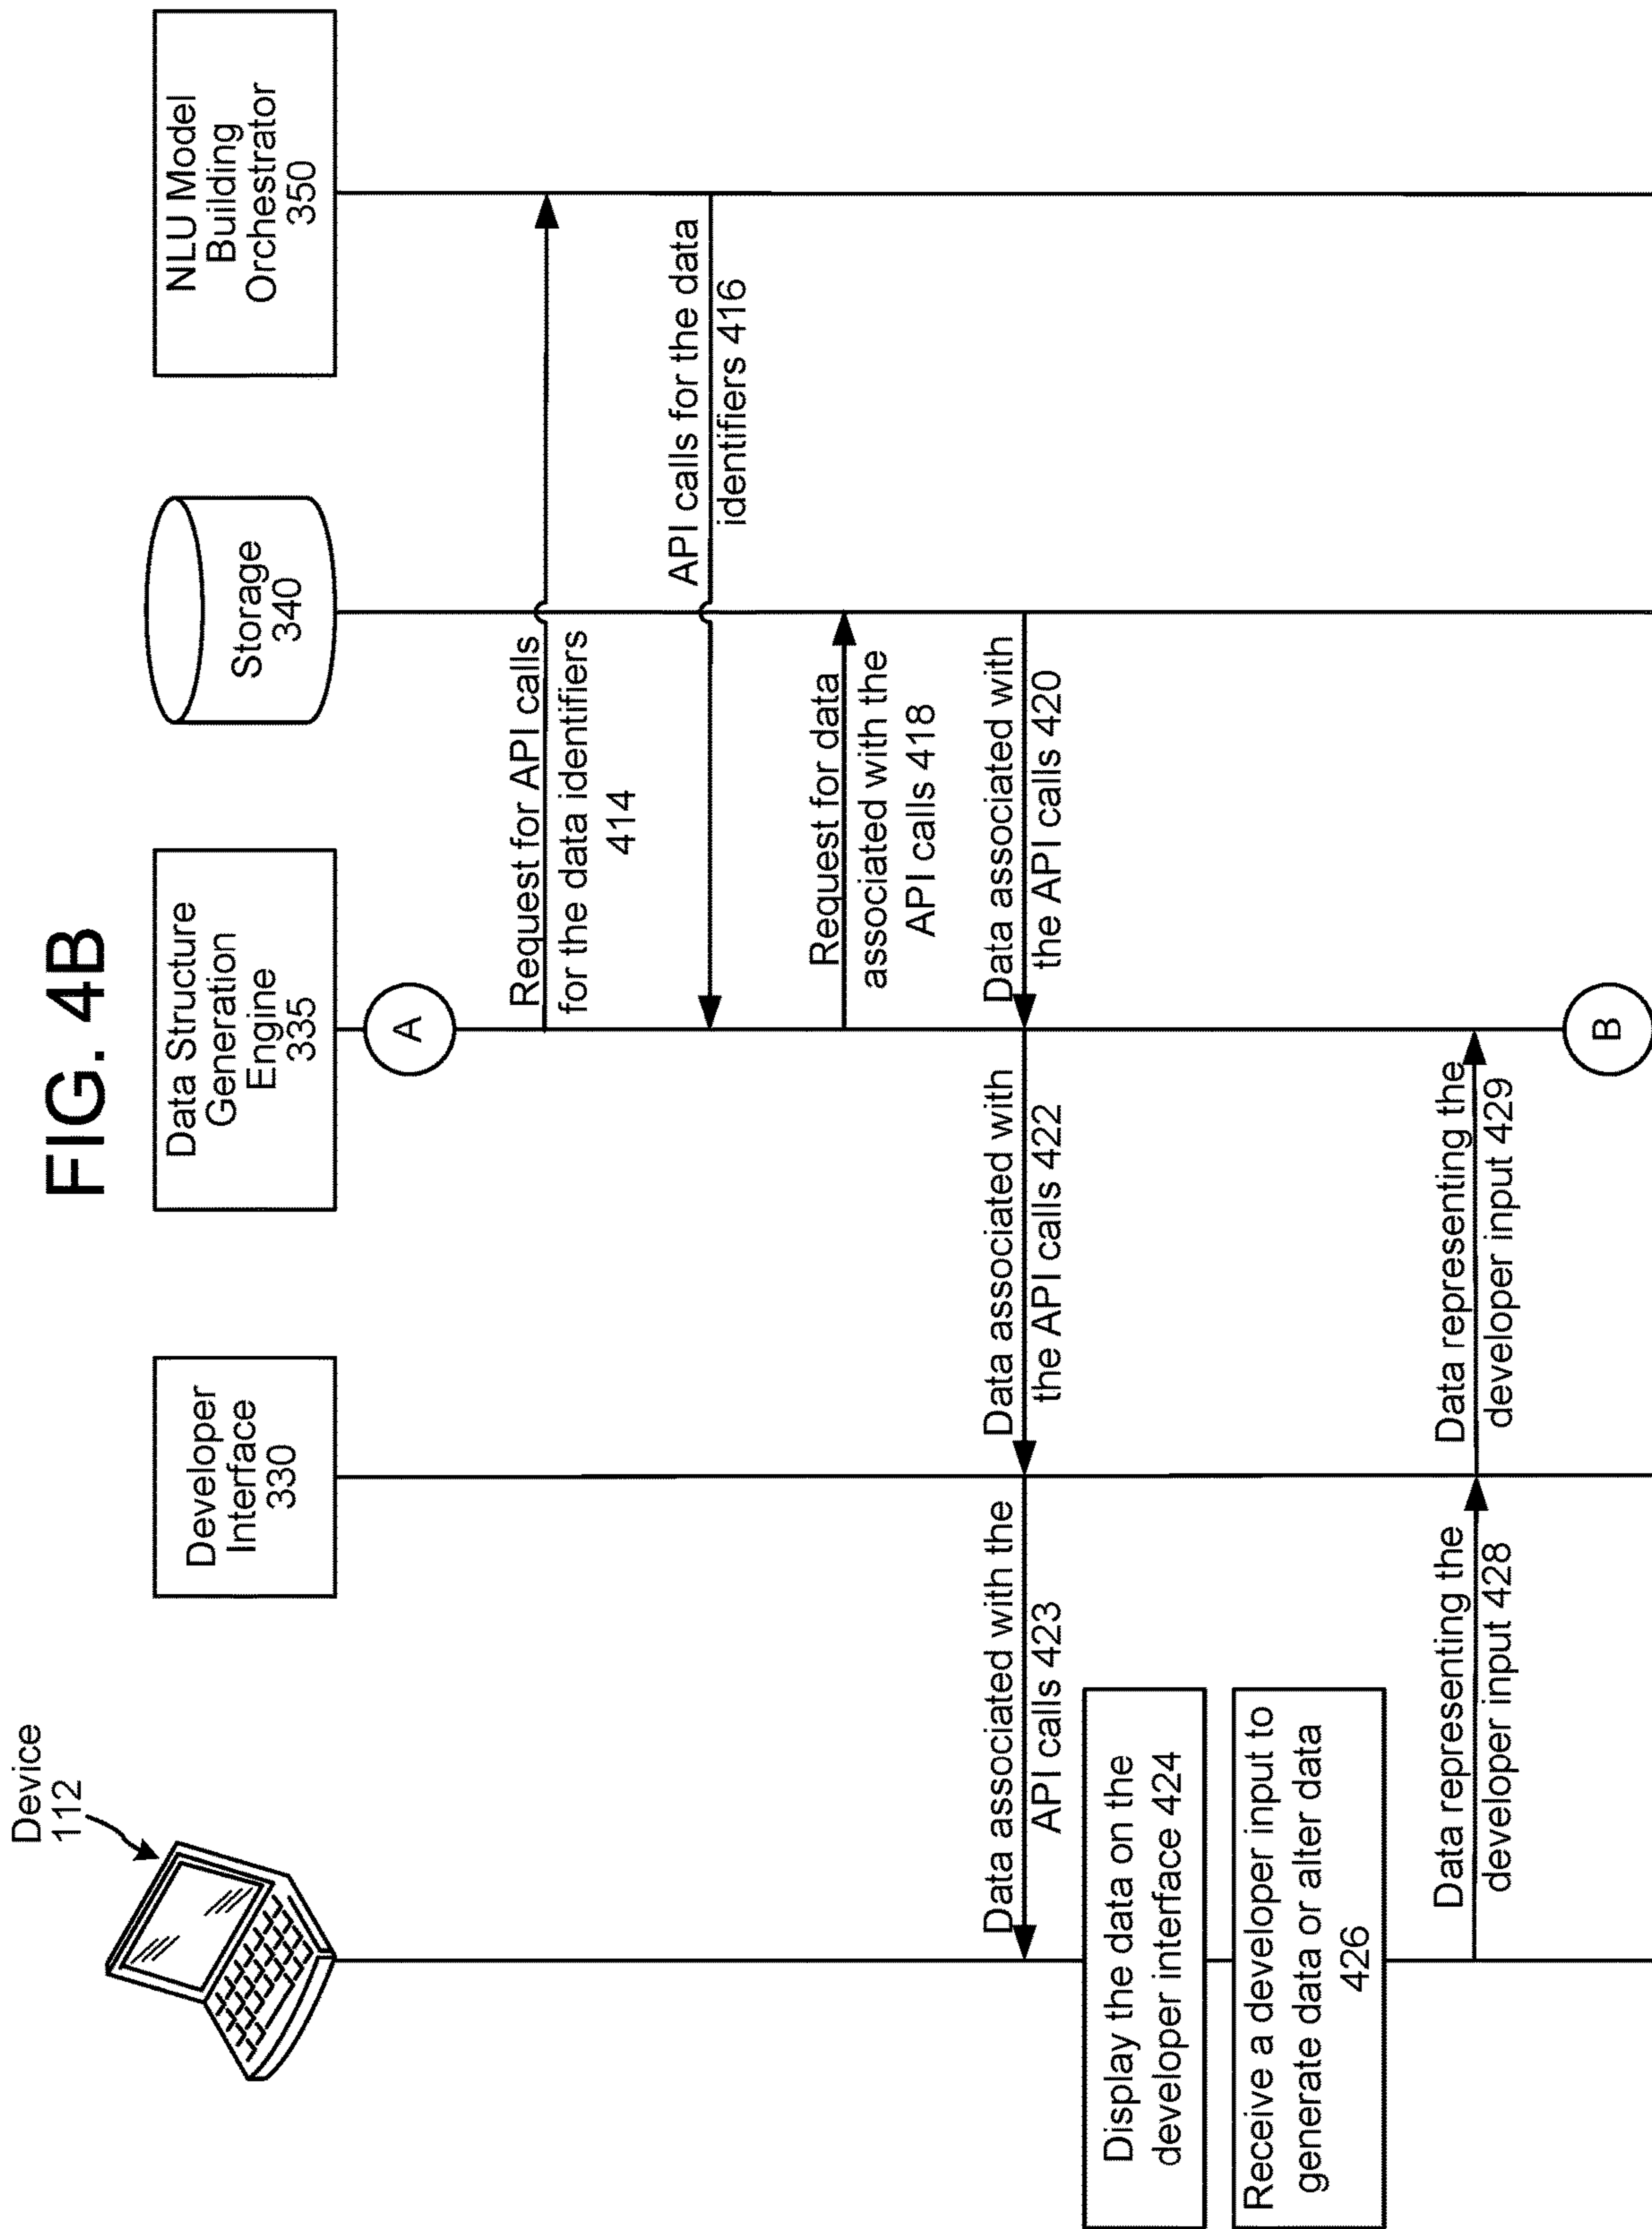 FIG. 4B
Device
112
Developer
Interface
330
Data Structure
Generation
Engine
335
Storage
340
NLU Model
Building
Orchestrator
350
A
Request for API calls
for the data identifiers
414
API calls for the data
identifiers 416
Request for data
associated with the
API calls 418
Data associated with
the API calls 420
Data associated with
the API calls 422
Data associated with the
API calls 423
Display the data on the
developer interface 424
Receive a developer input to
generate data or alter data
426
Data representing the
developer input 428
Data representing the
developer input 429
B